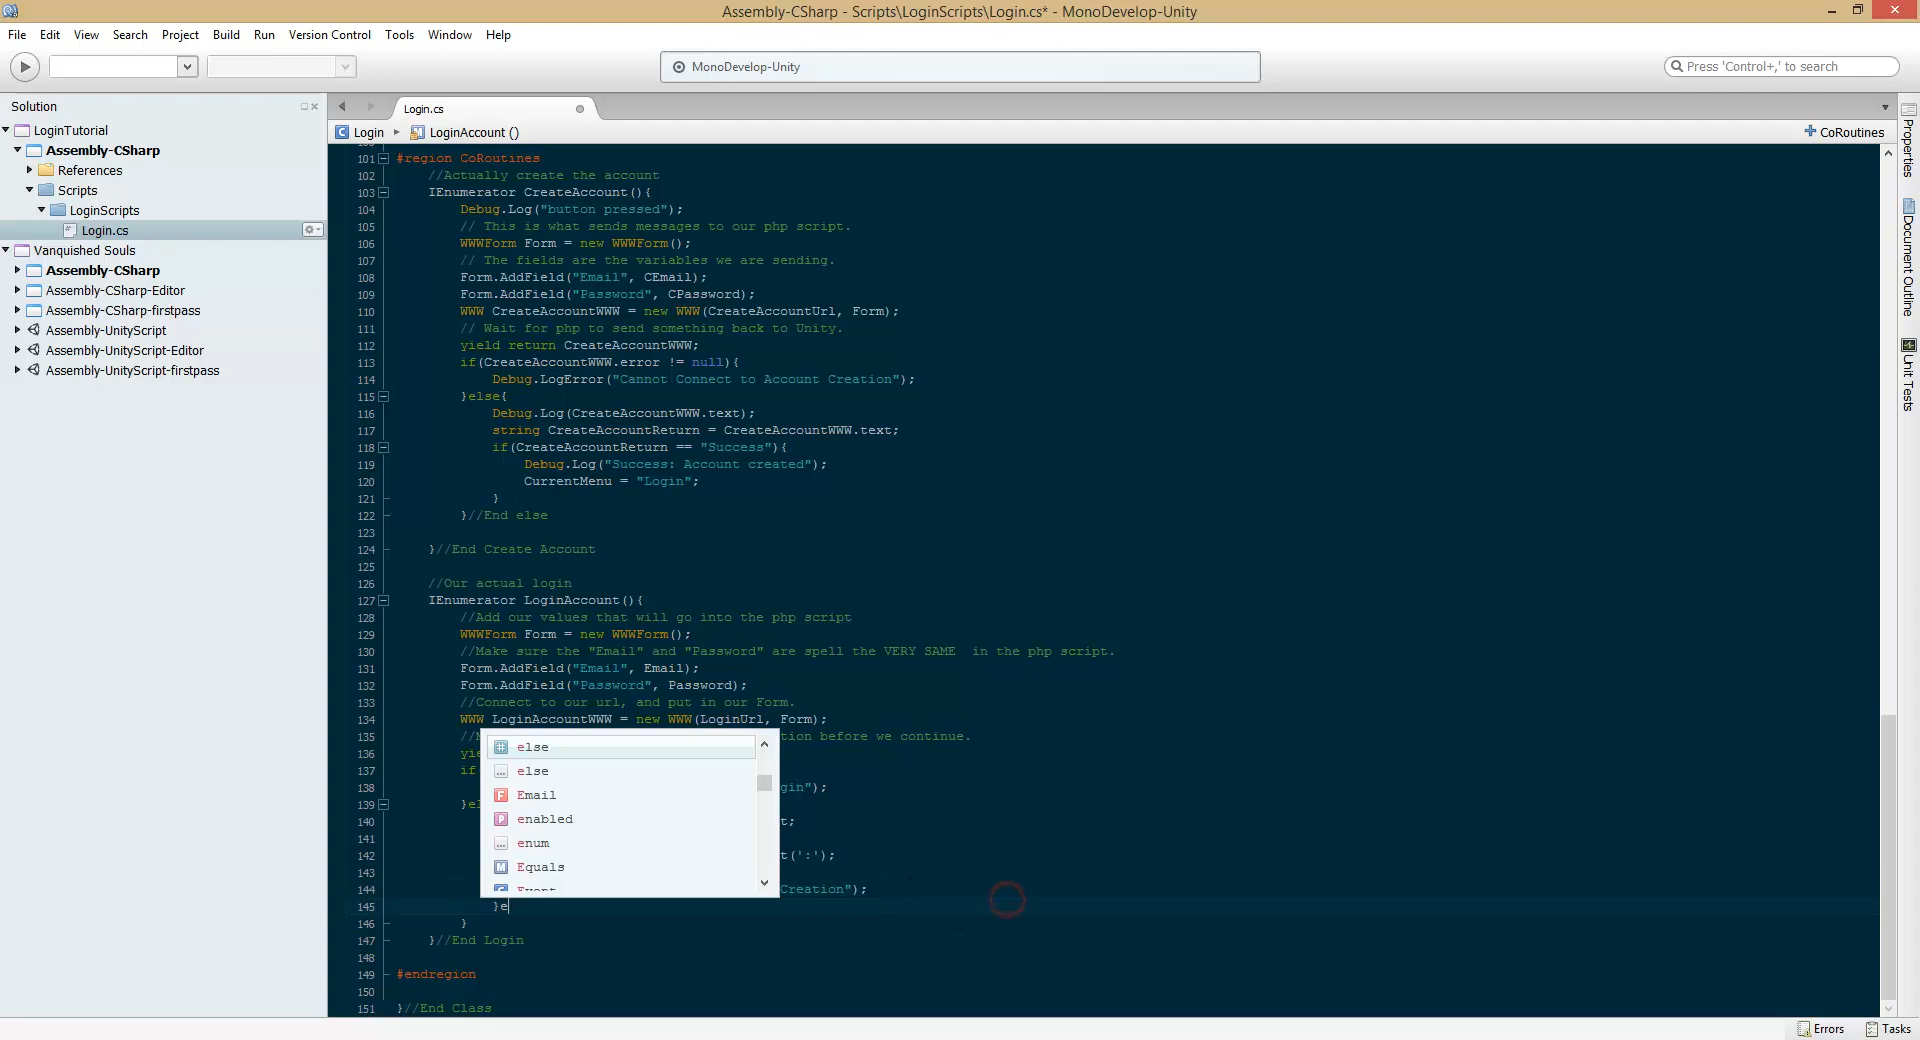 Assembly-CSharp - Scripts\LoginScripts\Login.cs* - MonoDevelop-Unity
File Edit View Search Project Build Run Version Control Tools Window Help
MonoDevelop-Unity
Press 'Control+,' to search
Solution
LoginTutorial
Assembly-CSharp
References
Scripts
LoginScripts
Login.cs
Vanquished Souls
Assembly-CSharp
Assembly-CSharp-Editor
Assembly-CSharp-firstpass
Assembly-UnityScript
Assembly-UnityScript-Editor
Assembly-UnityScript-firstpass
Login.cs
Login LoginAccount () CoRoutines
101 #region CoRoutines
102 //Actually create the account
103 IEnumerator CreateAccount(){
104 Debug.Log("button pressed");
105 // This is what sends messages to our php script.
106 WWWForm Form = new WWWForm();
107 // The fields are the variables we are sending.
108 Form.AddField("Email", CEmail);
109 Form.AddField("Password", CPassword);
110 WWW CreateAccountWWW = new WWW(CreateAccountUrl, Form);
111 // Wait for php to send something back to Unity.
112 yield return CreateAccountWWW;
113 if(CreateAccountWWW.error != null){
114 Debug.LogError("Cannot Connect to Account Creation");
115 }else{
116 Debug.Log(CreateAccountWWW.text);
117 string CreateAccountReturn = CreateAccountWWW.text;
118 if(CreateAccountReturn == "Success"){
119 Debug.Log("Success: Account created");
120 CurrentMenu = "Login";
121 }
122 }//End else
123
124 }//End Create Account
125
126 //Our actual login
127 IEnumerator LoginAccount(){
128 //Add our values that will go into the php script
129 WWWForm Form = new WWWForm();
130 //Make sure the "Email" and "Password" are spell the VERY SAME  in the php script.
131 Form.AddField("Email", Email);
132 Form.AddField("Password", Password);
133 //Connect to our url, and put in our Form.
134 WWW LoginAccountWWW = new WWW(LoginUrl, Form);
135 tion before we continue.
136
137 if
138 gin");
139
140 t;
141
142 t(':');
143
144 Creation");
145 }e
146 }
147 }//End Login
148
149 #endregion
150
151 }//End Class
else
else
Email
enabled
enum
Equals
Properties
Document Outline
Unit Tests
Errors Tasks